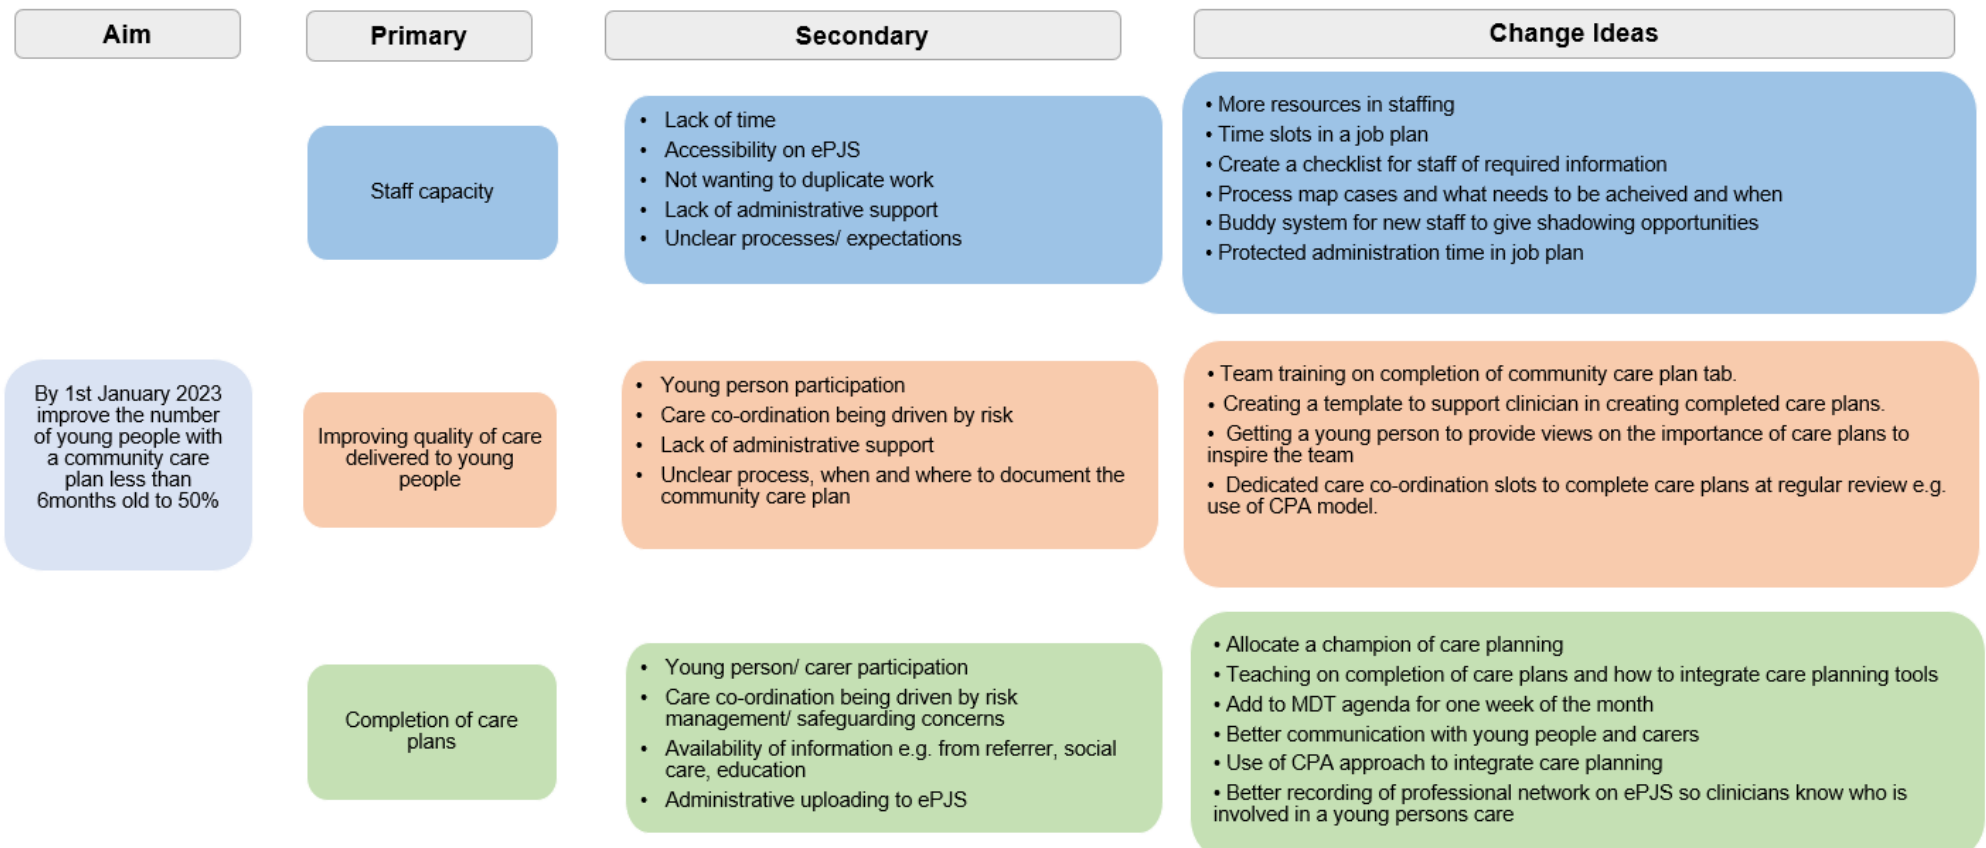 Aim
Primary
Secondary
Change Ideas
Staff capacity
• Lack of time
• Accessibility on ePJS
• Not wanting to duplicate work
• Lack of administrative support
• Unclear processes/ expectations
• More resources in staffing
• Time slots in a job plan
• Create a checklist for staff of required information
• Process map cases and what needs to be acheived and when
• Buddy system for new staff to give shadowing opportunities
• Protected administration time in job plan
By 1st January 2023
improve the number
of young people with
a community care
plan less than
6months old to 50%
Improving quality of care
delivered to young
people
• Young person participation
• Care co-ordination being driven by risk
• Lack of administrative support
• Unclear process, when and where to document the
community care plan
• Team training on completion of community care plan tab.
• Creating a template to support clinician in creating completed care plans.
• Getting a young person to provide views on the importance of care plans to
inspire the team
• Dedicated care co-ordination slots to complete care plans at regular review e.g.
use of CPA model.
Completion of care
plans
• Young person/ carer participation
• Care co-ordination being driven by risk
management/ safeguarding concerns
• Availability of information e.g. from referrer, social
care, education
• Administrative uploading to ePJS
• Allocate a champion of care planning
• Teaching on completion of care plans and how to integrate care planning tools
• Add to MDT agenda for one week of the month
• Better communication with young people and carers
• Use of CPA approach to integrate care planning
• Better recording of professional network on ePJS so clinicians know who is
involved in a young persons care